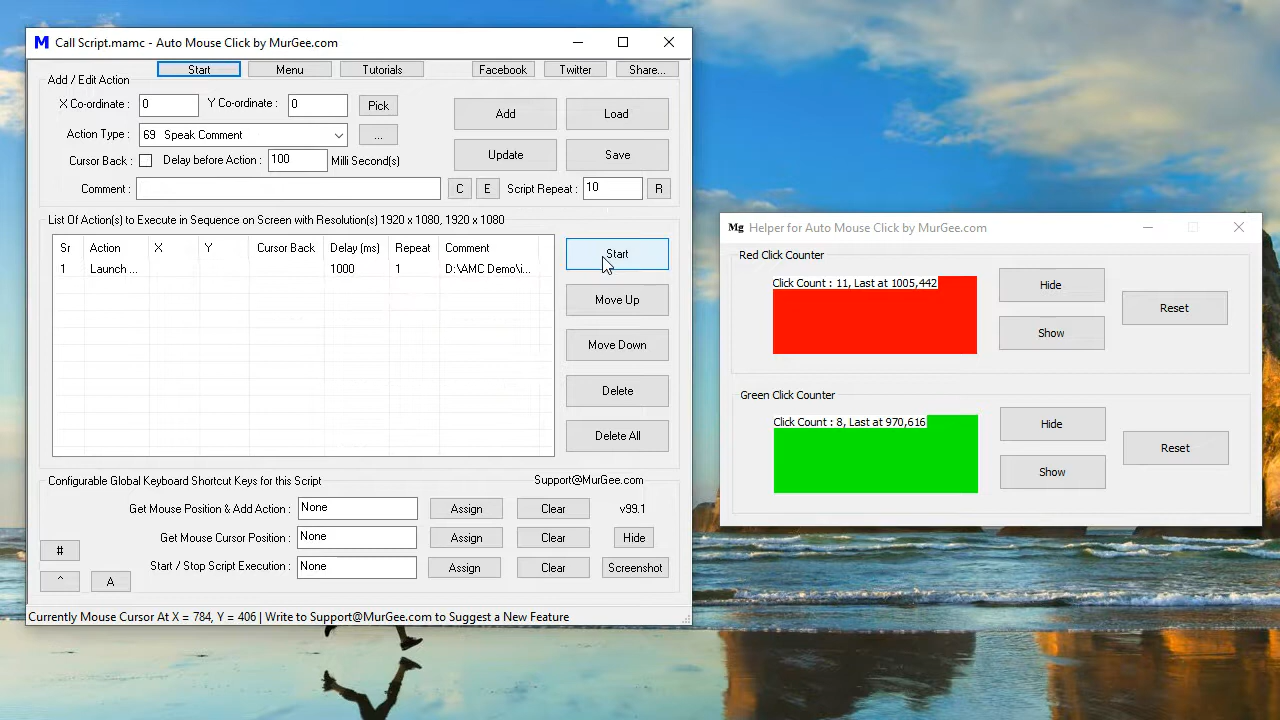 M Call Script.mamc - Auto Mouse Click by MurGee.com
Start Menu Tutorials Facebook Twitter Share...
Add / Edit Action
X Co-ordinate : 0 Y Co-ordinate : 0 Pick Add Load
Action Type : 69 Speak Comment ...
Cursor Back : Delay before Action : 100 Milli Second(s) Update Save
Comment : C E Script Repeat : 10 R
List Of Action(s) to Execute in Sequence on Screen with Resolution(s) 1920 x 1080, 1920 x 1080
Sr Action X Y Cursor Back Delay (ms) Repeat Comment
1 Launch ... 1000 1 D:\AMC Demo\i...
Start
Move Up
Move Down
Delete
Delete All
Configurable Global Keyboard Shortcut Keys for this Script Support@MurGee.com
Get Mouse Position & Add Action : None Assign Clear v99.1
Get Mouse Cursor Position : None Assign Clear Hide
Start / Stop Script Execution : None Assign Clear Screenshot
#
^ A
Currently Mouse Cursor At X = 784, Y = 406 | Write to Support@MurGee.com to Suggest a New Feature
Mg Helper for Auto Mouse Click by MurGee.com
Red Click Counter
Click Count : 11, Last at 1005,442
Hide
Show
Reset
Green Click Counter
Click Count : 8, Last at 970,616
Hide
Show
Reset